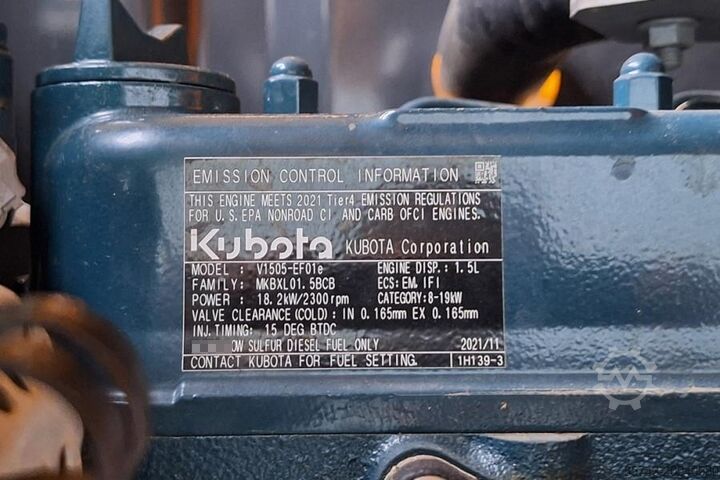 EMISSION CONTROL INFORMATION
THIS ENGINE MEETS 2021 Tier4 EMISSION REGULATIONS
FOR U.S.EPA NONROAD CI AND CARB OFCI ENGINES.
Kubota KUBOTA Corporation
MODEL : V1505-EF01e ENGINE DISP.: 1.5L
FAMILY: MKBXL01.5BCB ECS:EM,IFI
POWER : 18.2kW/2300rpm CATEGORY:8-19kW
VALVE CLEARANCE(COLD): IN 0.165mm EX 0.165mm
INJ.TIMING: 15 DEG BTDC
OW SULFUR DIESEL FUEL ONLY 2021/11
CONTACT KUBOTA FOR FUEL SETTING. 1H139-3